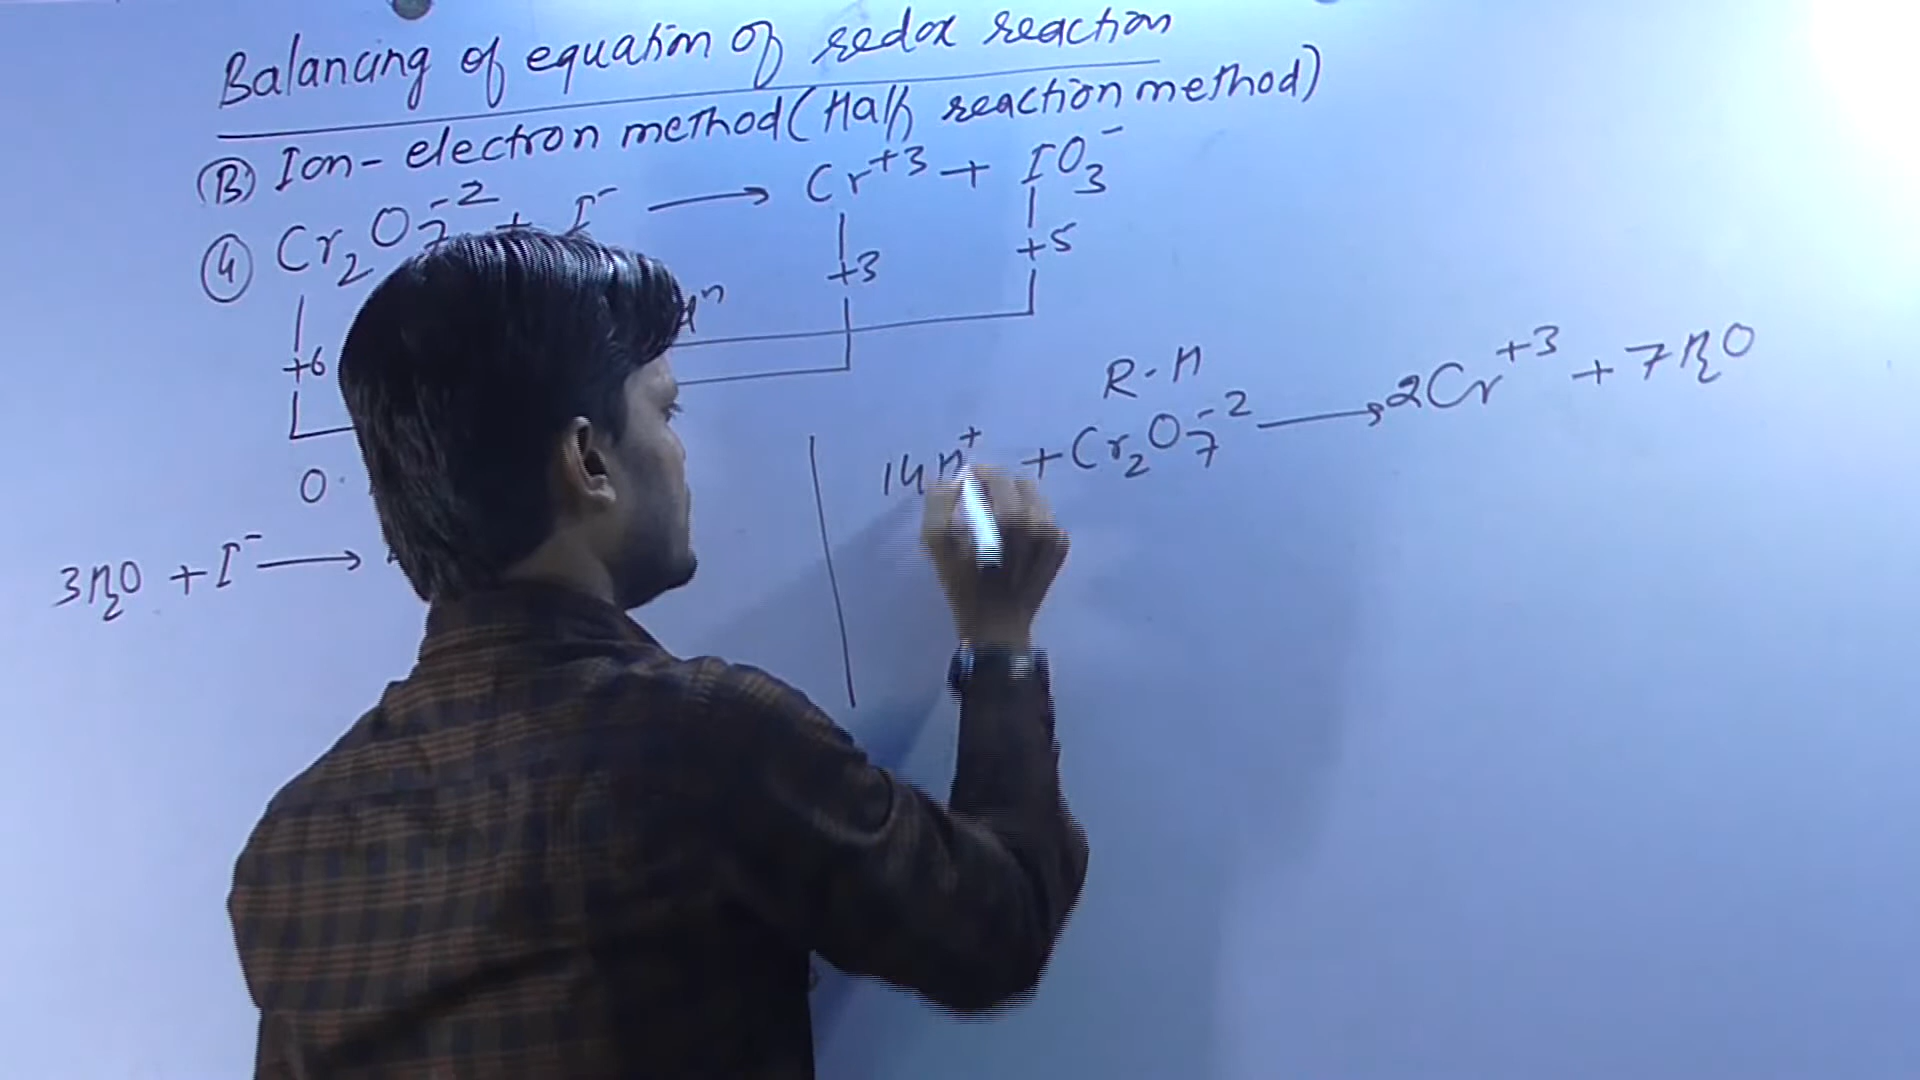 Balancing of equation of redox reaction
(B) Ion-electron method (Half reaction method)
(4) Cr₂O₇⁻² + I⁻ → Cr⁺³ + IO₃⁻
+6 +3 +5
R.H
O.
14H⁺ + Cr₂O₇⁻² → 2Cr⁺³ + 7H₂O
3H₂O + I⁻ →